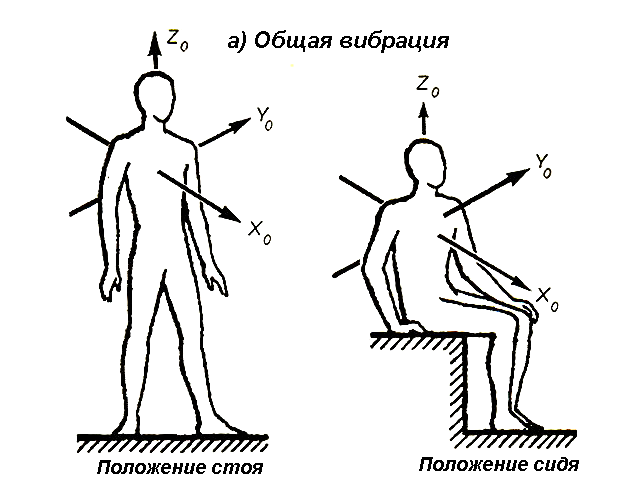 а) Общая вибрация
Z₀
Y₀
X₀
Z₀
Y₀
X₀
Положение стоя
Положение сидя